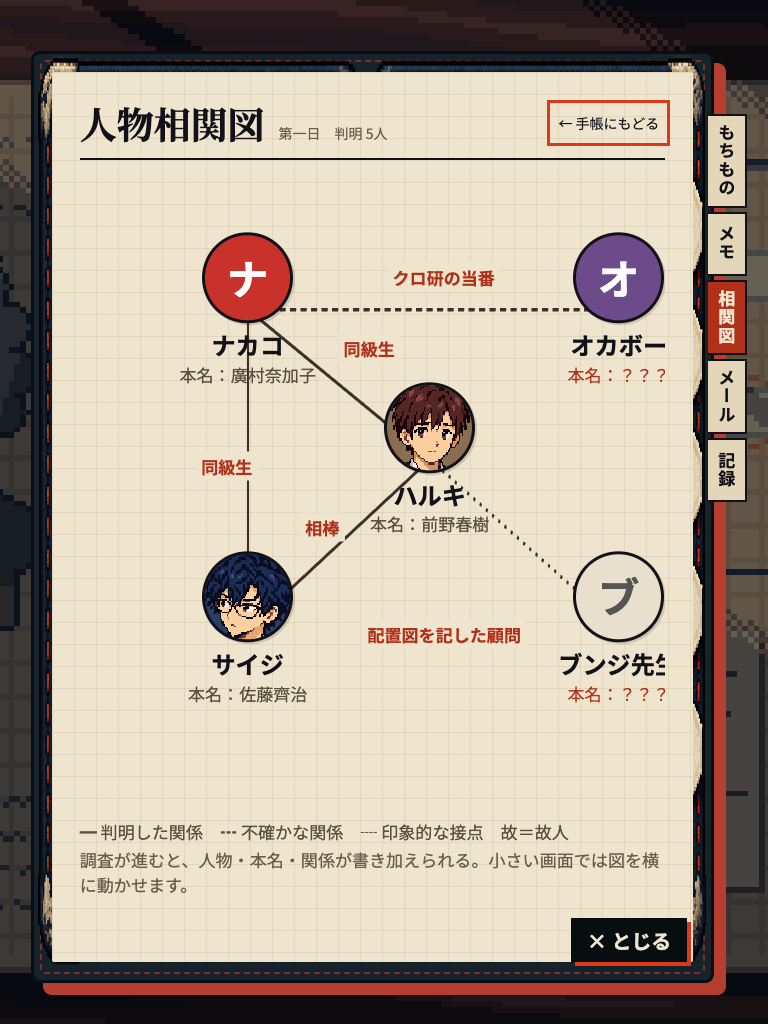 人物相関図
第一日 判明 5人
← 手帳にもどる
もちもの
メモ
相関図
メール
記録
ナ
クロ研の当番
オ
ナカコ
同級生
オカボー
本名：廣村奈加子
本名：？？？
同級生
ハルキ
相棒
本名：前野春樹
ブ
配置図を記した顧問
サイジ
ブンジ先生
本名：佐藤齊治
本名：？？？
━ 判明した関係 --- 不確かな関係 ---- 印象的な接点 故＝故人
調査が進むと、人物・本名・関係が書き加えられる。小さい画面では図を横
に動かせます。
× とじる